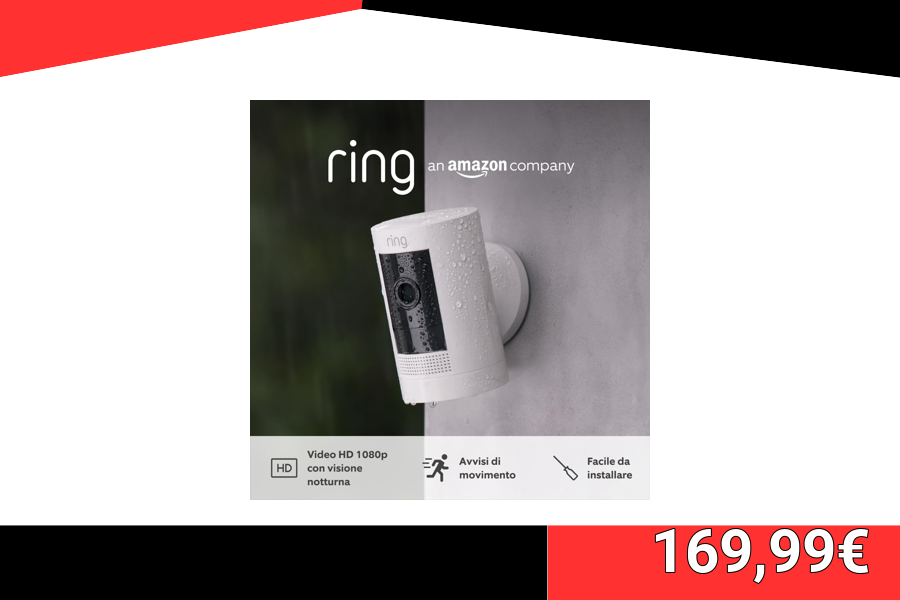 ring an amazon company
ring
HD
Video HD 1080p
con visione
notturna
Avvisi di
movimento
Facile da
installare
169,99€